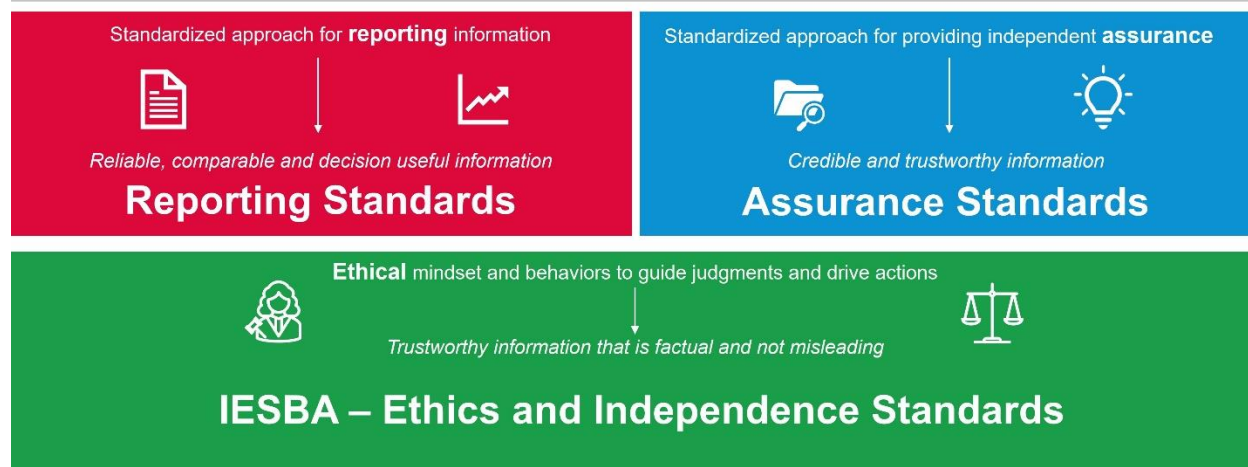 Standardized approach for reporting information
Reliable, comparable and decision useful information
Reporting Standards
Standardized approach for providing independent assurance
Credible and trustworthy information
Assurance Standards
Ethical mindset and behaviors to guide judgments and drive actions
Trustworthy information that is factual and not misleading
IESBA – Ethics and Independence Standards